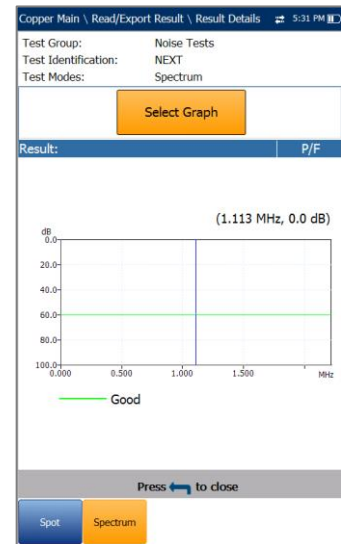 Copper Main \ Read/Export Result \ Result Details 5:31 PM
Test Group: Noise Tests
Test Identification: NEXT
Test Modes: Spectrum
Select Graph
Result: P/F
(1.113 MHz, 0.0 dB)
dB
0.0
20.0
40.0
60.0
80.0
100.0
0.000 0.500 1.000 1.500 MHz
Good
Press to close
Spot Spectrum